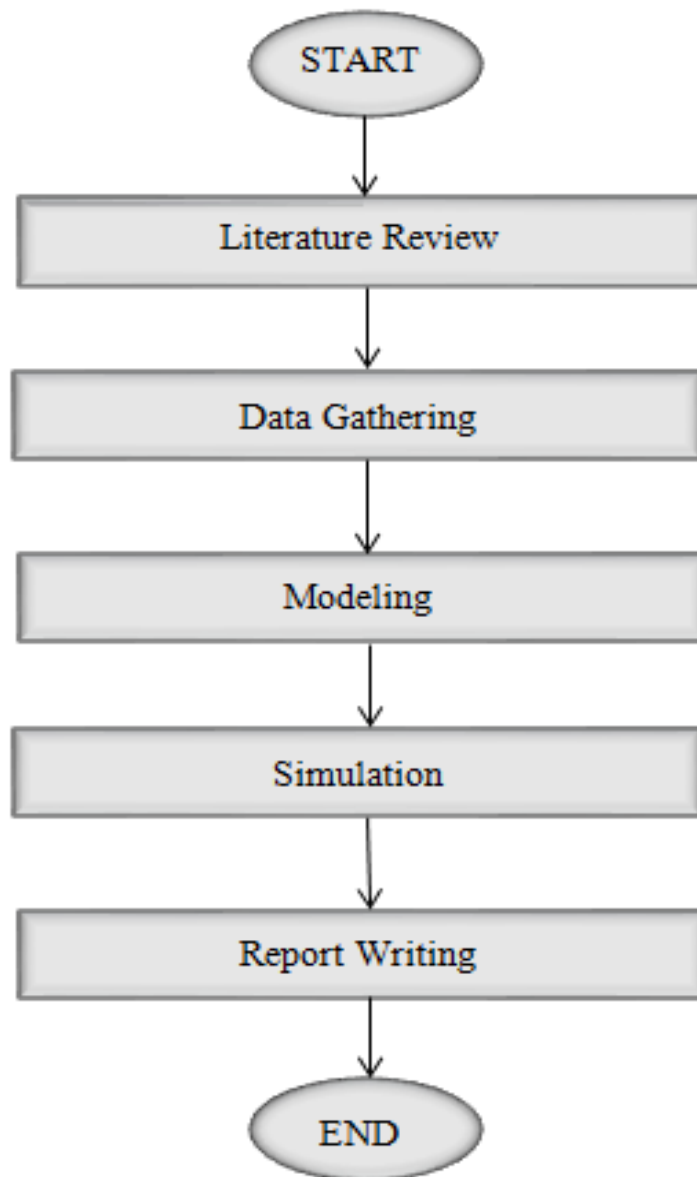 START
Literature Review
Data Gathering
Modeling
Simulation
Report Writing
END